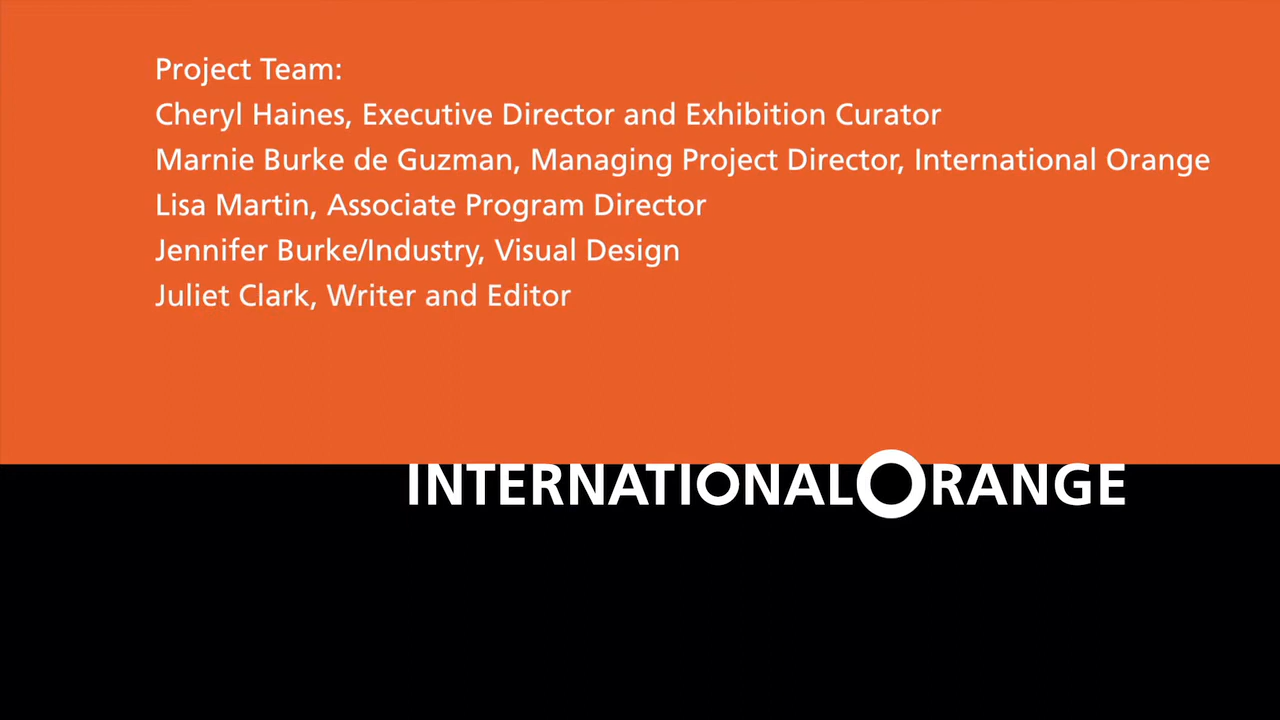 Project Team:
Cheryl Haines, Executive Director and Exhibition Curator
Marnie Burke de Guzman, Managing Project Director, International Orange
Lisa Martin, Associate Program Director
Jennifer Burke/Industry, Visual Design
Juliet Clark, Writer and Editor
INTERNATIONALORANGE